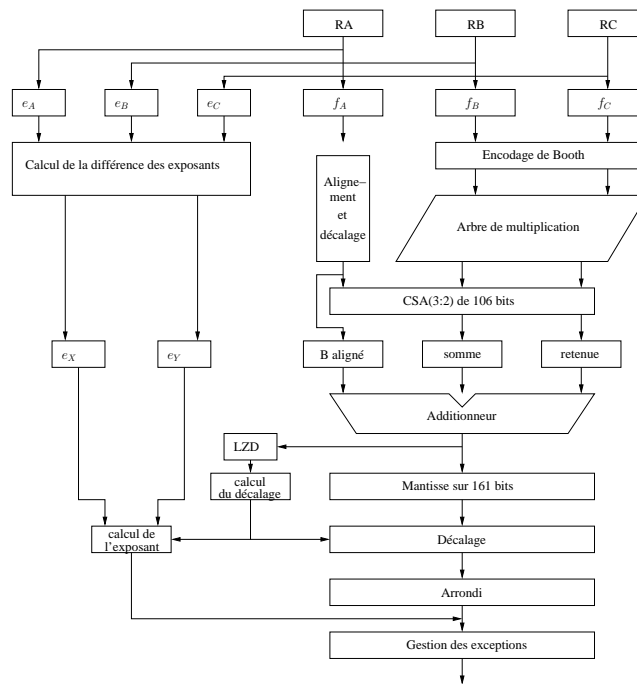 RA
RB
RC
e_A
e_B
e_C
f_A
f_B
f_C
Calcul de la différence des exposants
Aligne–
ment
et
décalage
Encodage de Booth
Arbre de multiplication
CSA(3:2) de 106 bits
e_X
e_Y
B aligné
somme
retenue
Additionneur
LZD
calcul
du décalage
Mantisse sur 161 bits
calcul de
l'exposant
Décalage
Arrondi
Gestion des exceptions